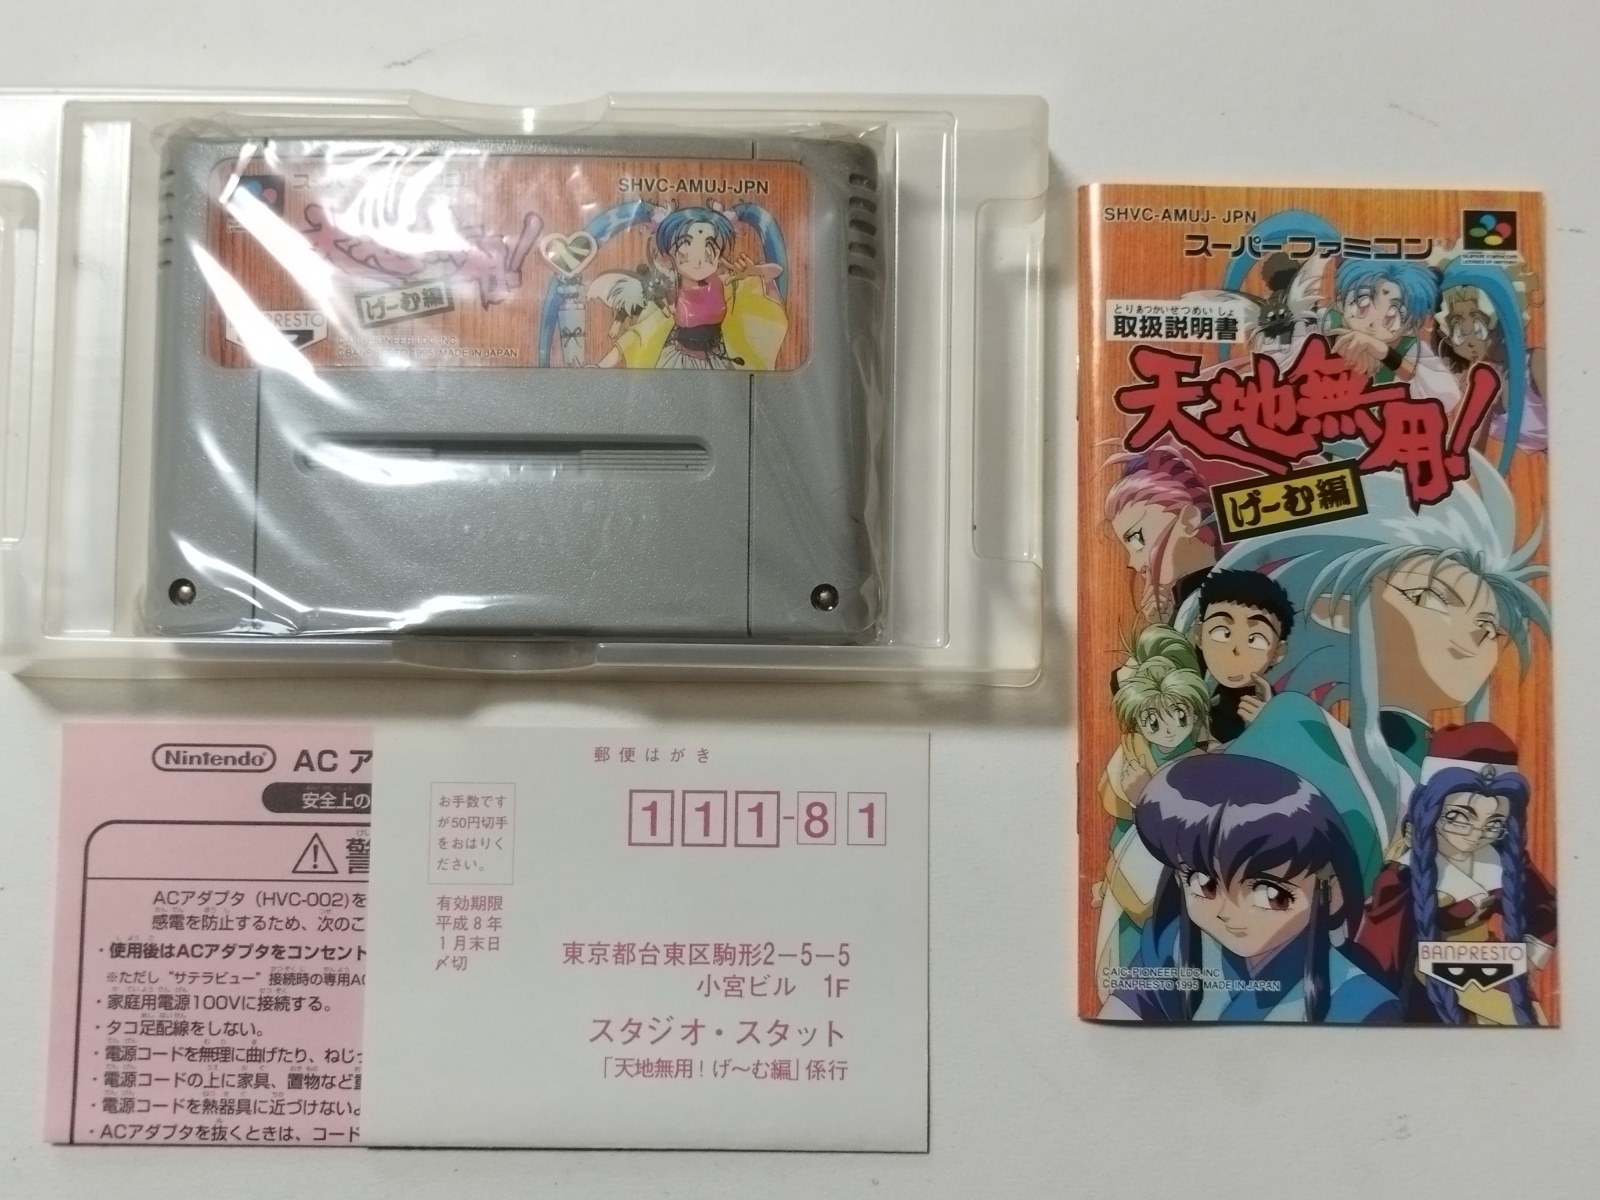 SHVC-AMUJ-JPN
げーむ編
BANPRESTO
©AIC・PIONEER LDC.INC.
©BANPRESTO 1995 MADE IN JAPAN
SHVC-AMUJ-JPN
スーパーファミコン
SUPER FAMICOM
とりあつかいせつめいしょ
取扱説明書
天地無用!
げーむ編
BANPRESTO
©AIC・PIONEER LDC.INC
©BANPRESTO 1995 MADE IN JAPAN
Nintendo AC ア
安全上の
ACアダプタ (HVC-002)を
感電を防止するため、次のこ
・使用後はACアダプタをコンセント
※ただし“サテラビュー”接続時の専用AC
・家庭用電源100Vに接続する。
・タコ足配線をしない。
・電源コードを無理に曲げたり、ねじっ
・電源コードの上に家具、置物など重
・電源コードを熱器具に近づけない。
・ACアダプタを抜くときは、コード
郵便はがき
お手数です
が50円切手
をおはりく
ださい。
111-81
有効期限
平成8年
1月末日
〆切
東京都台東区駒形2－5－5
小宮ビル 1F
スタジオ・スタット
「天地無用!げ〜む編」係行